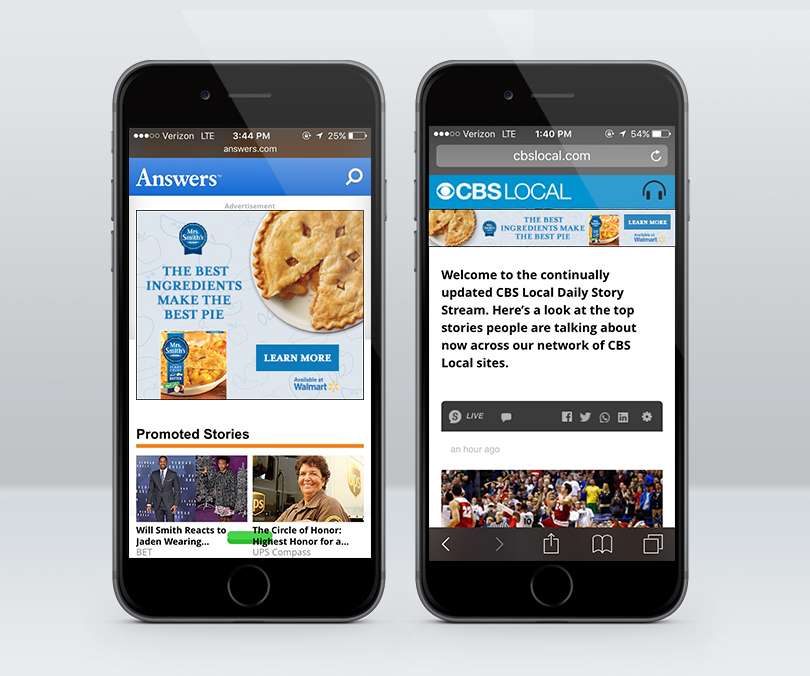 Verizon LTE 3:44 PM 25%
answers.com
Answers™
Advertisement
Mrs. Smith's
THE BEST
INGREDIENTS
MAKE THE
BEST PIE
Mrs. Smith's
LEARN MORE
Available at
Walmart
Promoted Stories
Will Smith Reacts to
Jaden Wearing...
BET
ups
The Circle of Honor:
Highest Honor for a...
UPS Compass
Verizon LTE 1:40 PM 54%
cbslocal.com
CBS LOCAL
THE BEST
INGREDIENTS MAKE
THE BEST PIE
LEARN MORE
Available at
Walmart
Welcome to the continually
updated CBS Local Daily Story
Stream. Here's a look at the top
stories people are talking about
now across our network of CBS
Local sites.
LIVE
an hour ago